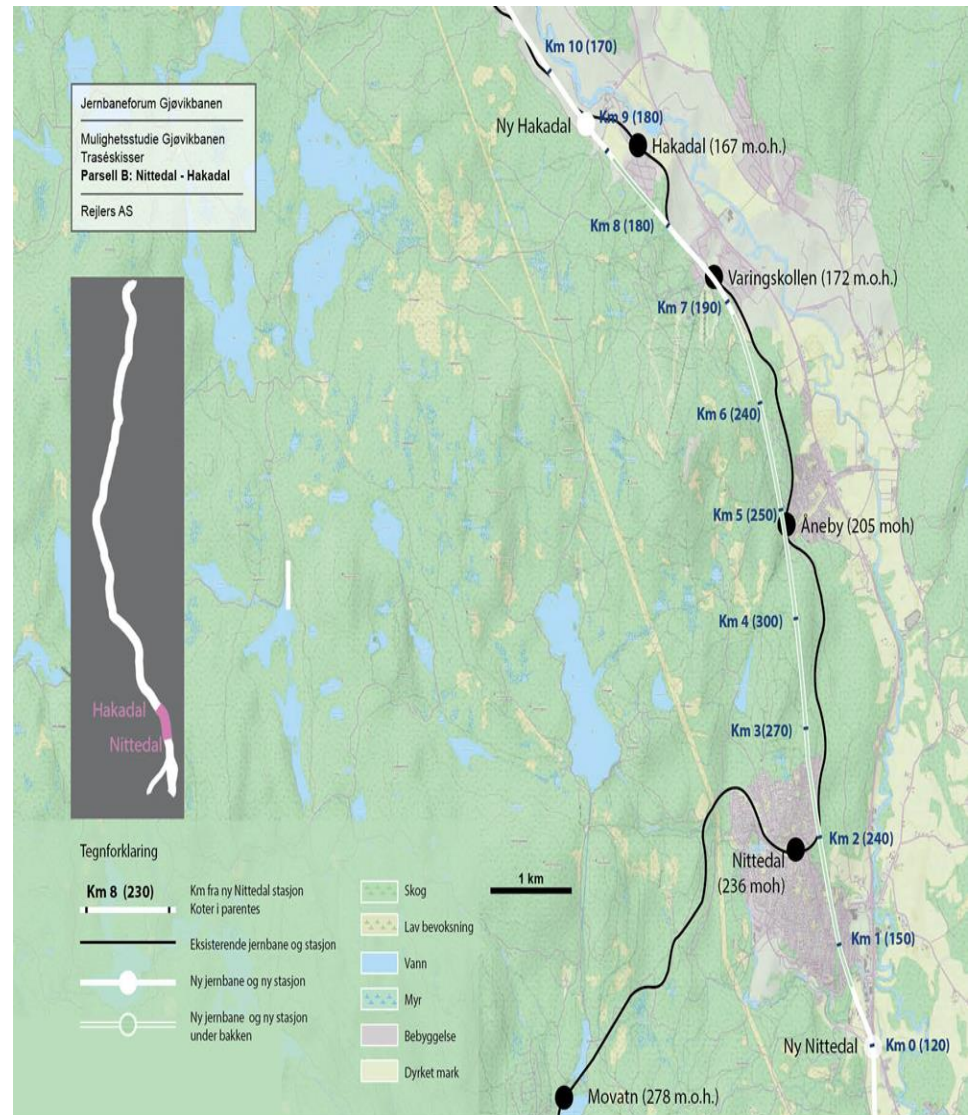 Jernbaneforum Gjøvikbanen
Mulighetsstudie Gjøvikbanen
Traséskisser
Parsell B: Nittedal - Hakadal
Rejlers AS
Km 10 (170)
Ny Hakadal
Km 9 (180)
Hakadal (167 m.o.h.)
Km 8 (180)
Varingskollen (172 m.o.h.)
Km 7 (190)
Km 6 (240)
Km 5 (250)
Åneby (205 moh)
Km 4 (300)
Km 3(270)
Km 2 (240)
Nittedal
(236 moh)
Km 1 (150)
Ny Nittedal
Km 0 (120)
Movatn (278 m.o.h.)
Hakadal
Nittedal
Tegnforklaring
Km 8 (230)
Km fra ny Nittedal stasjon
Koter i parentes
Eksisterende jernbane og stasjon
Ny jernbane og ny stasjon
Ny jernbane og ny stasjon
under bakken
Skog
Lav bevoksning
Vann
Myr
Bebyggelse
Dyrket mark
1 km